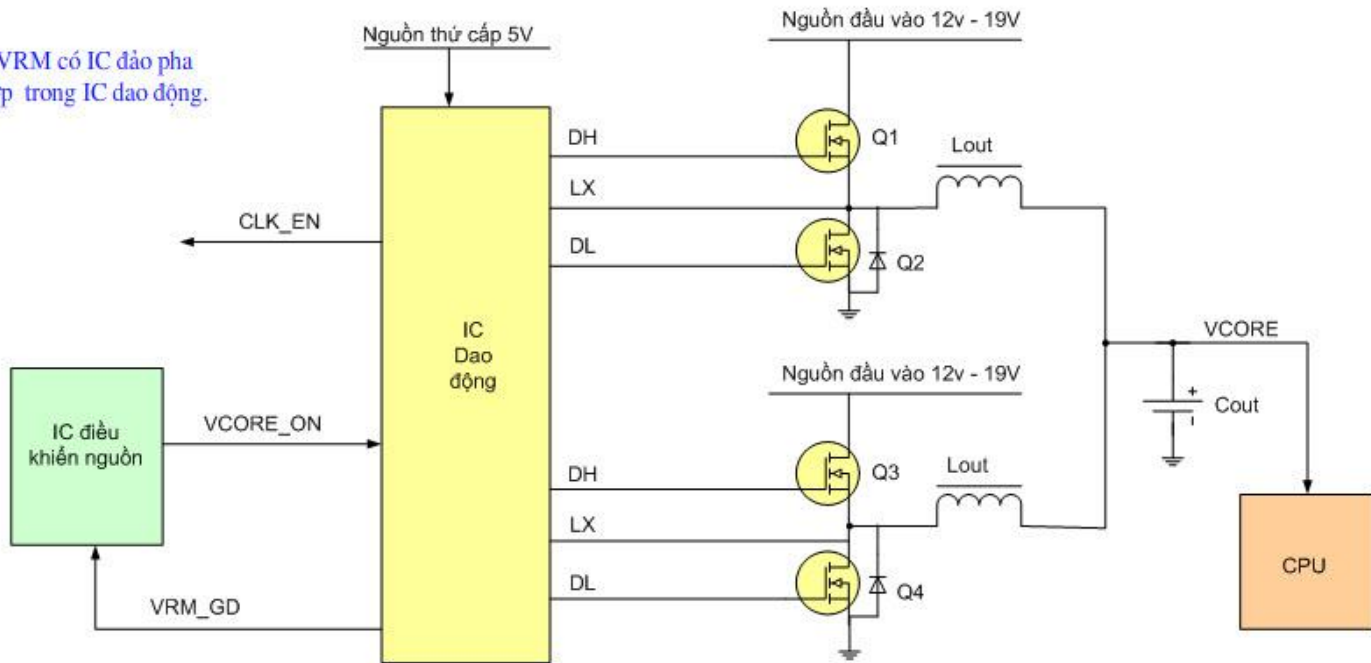 VRM có IC đảo pha
trong IC dao động.
Nguồn thứ cấp 5V
Nguồn đầu vào 12v - 19V
DH
Q1
Lout
LX
CLK_EN
DL
Q2
IC
Dao
động
Nguồn đầu vào 12v - 19V
VCORE
Cout
IC điều
khiển nguồn
VCORE_ON
DH
Q3
Lout
LX
DL
Q4
CPU
VRM_GD